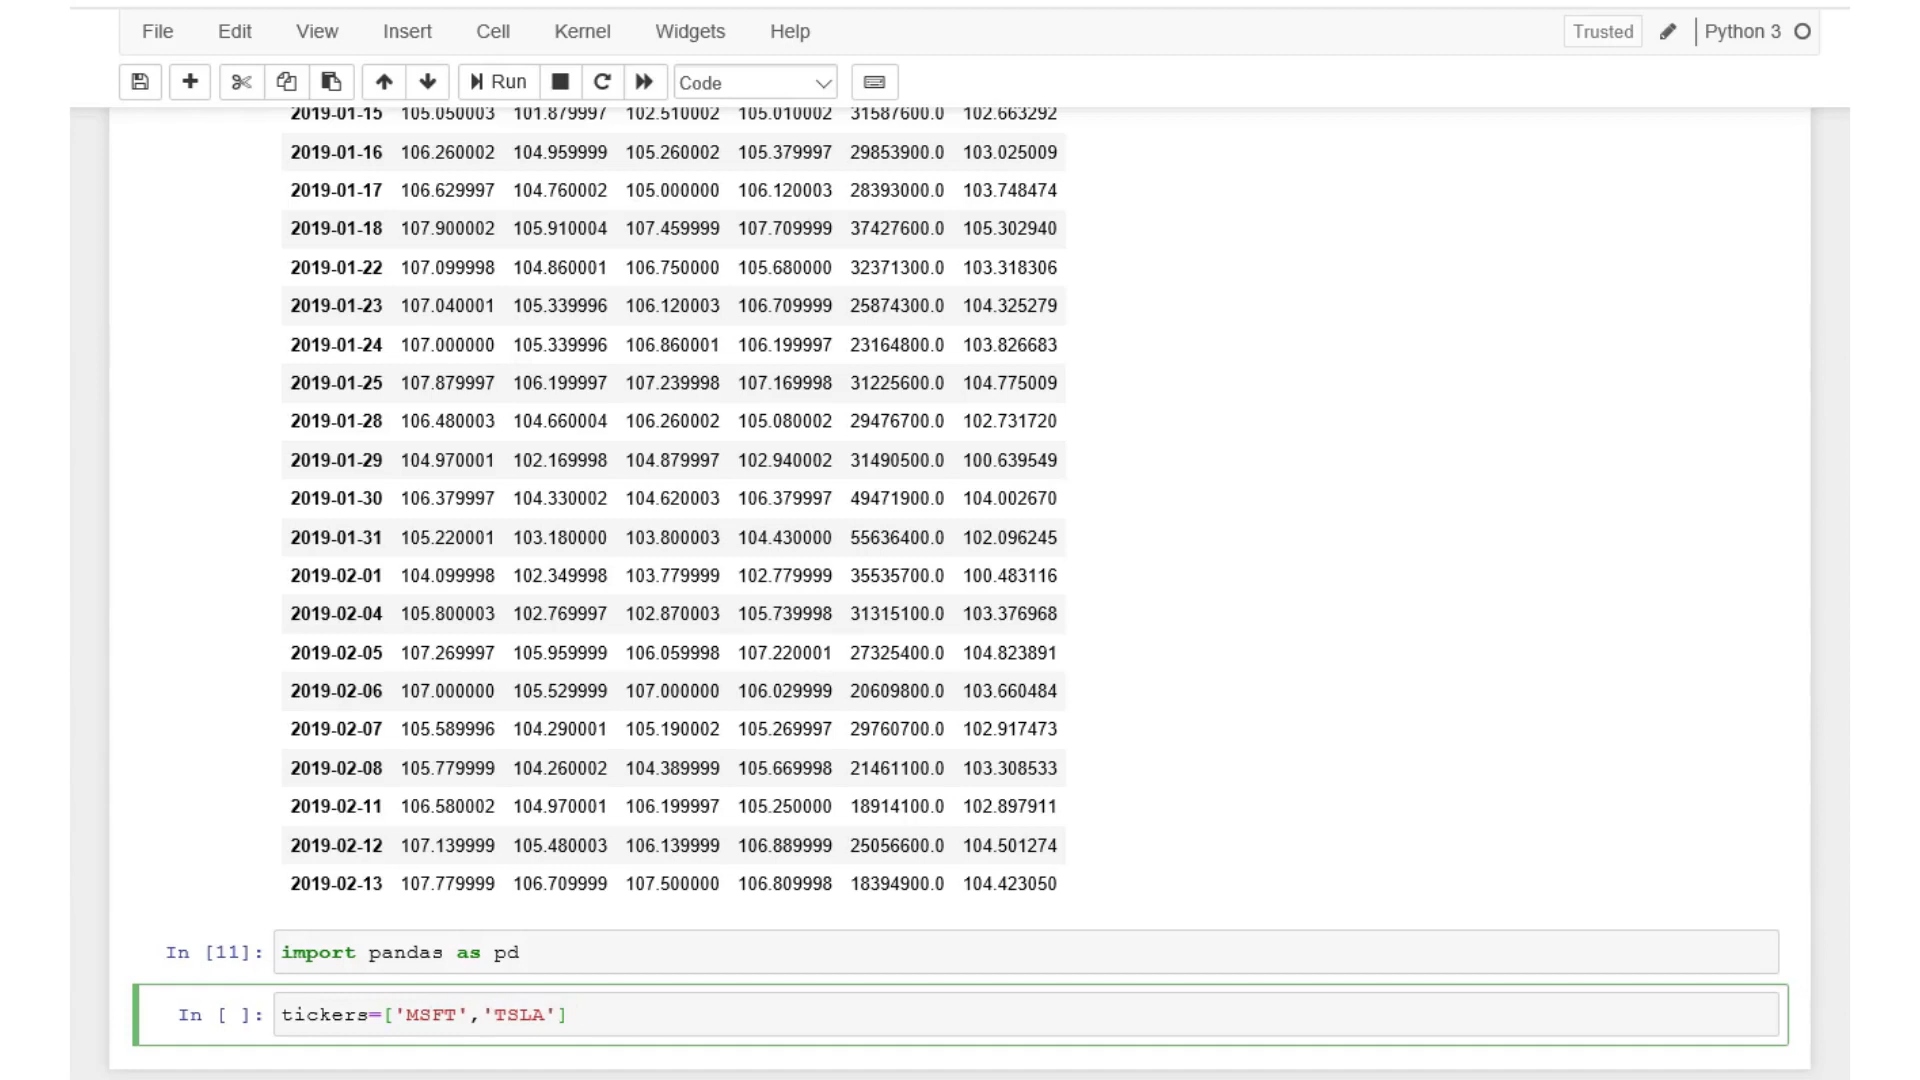 File Edit View Insert Cell Kernel Widgets Help Trusted Python 3
Run Code
2019-01-15 105.050003 101.879997 102.510002 105.010002 31587600.0 102.663292
2019-01-16 106.260002 104.959999 105.260002 105.379997 29853900.0 103.025009
2019-01-17 106.629997 104.760002 105.000000 106.120003 28393000.0 103.748474
2019-01-18 107.900002 105.910004 107.459999 107.709999 37427600.0 105.302940
2019-01-22 107.099998 104.860001 106.750000 105.680000 32371300.0 103.318306
2019-01-23 107.040001 105.339996 106.120003 106.709999 25874300.0 104.325279
2019-01-24 107.000000 105.339996 106.860001 106.199997 23164800.0 103.826683
2019-01-25 107.879997 106.199997 107.239998 107.169998 31225600.0 104.775009
2019-01-28 106.480003 104.660004 106.260002 105.080002 29476700.0 102.731720
2019-01-29 104.970001 102.169998 104.879997 102.940002 31490500.0 100.639549
2019-01-30 106.379997 104.330002 104.620003 106.379997 49471900.0 104.002670
2019-01-31 105.220001 103.180000 103.800003 104.430000 55636400.0 102.096245
2019-02-01 104.099998 102.349998 103.779999 102.779999 35535700.0 100.483116
2019-02-04 105.800003 102.769997 102.870003 105.739998 31315100.0 103.376968
2019-02-05 107.269997 105.959999 106.059998 107.220001 27325400.0 104.823891
2019-02-06 107.000000 105.529999 107.000000 106.029999 20609800.0 103.660484
2019-02-07 105.589996 104.290001 105.190002 105.269997 29760700.0 102.917473
2019-02-08 105.779999 104.260002 104.389999 105.669998 21461100.0 103.308533
2019-02-11 106.580002 104.970001 106.199997 105.250000 18914100.0 102.897911
2019-02-12 107.139999 105.480003 106.139999 106.889999 25056600.0 104.501274
2019-02-13 107.779999 106.709999 107.500000 106.809998 18394900.0 104.423050
In [11]: import pandas as pd
In [ ]: tickers=['MSFT','TSLA']